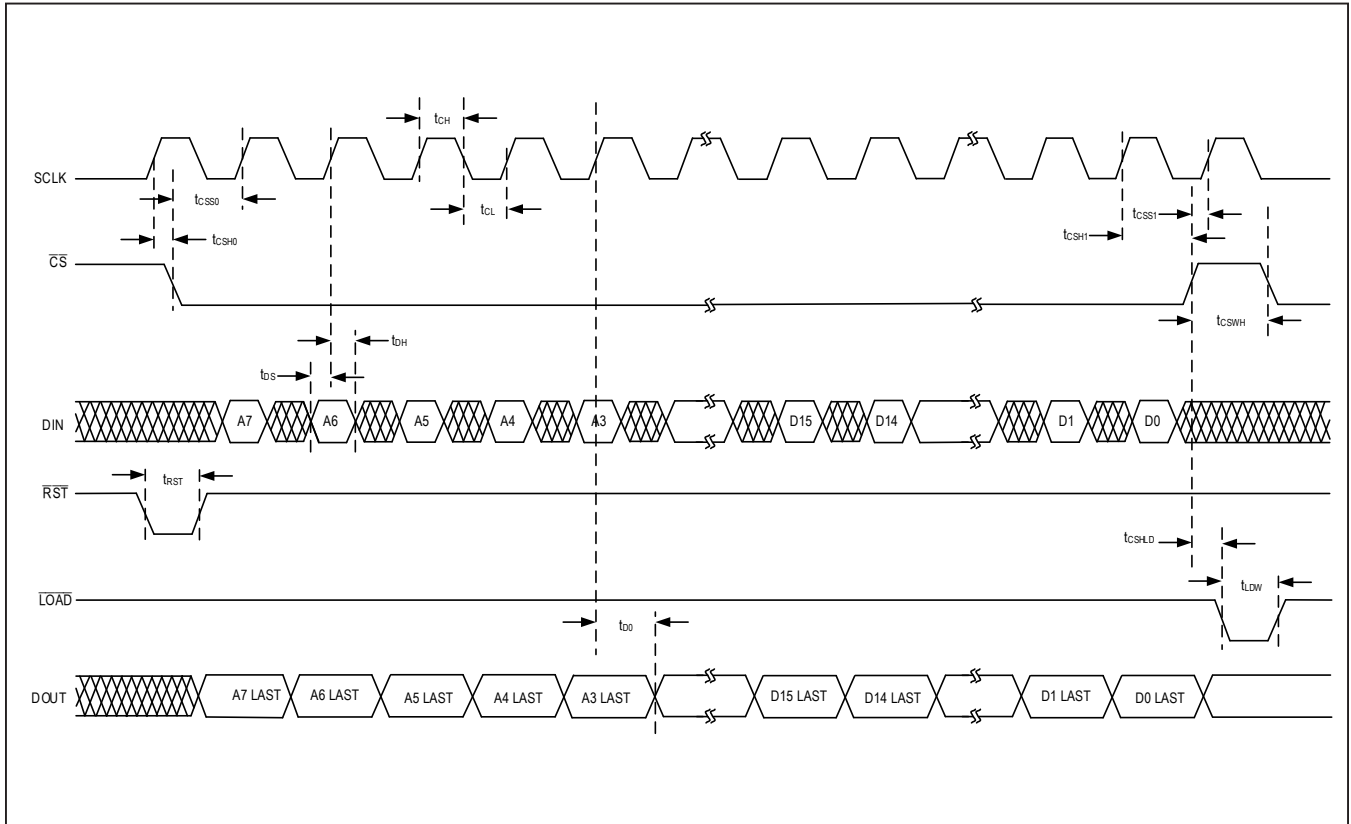 tCH
SCLK
tCSS0
tCL
tCSS1
tCSH0
tCSH1
CS
tCSWH
tDH
tDS
DIN A7 A6 A5 A4 A3 D15 D14 D1 D0
tRST
RST
tCSHLD
tLDW
LOAD
tD0
DOUT A7 LAST A6 LAST A5 LAST A4 LAST A3 LAST D15 LAST D14 LAST D1 LAST D0 LAST